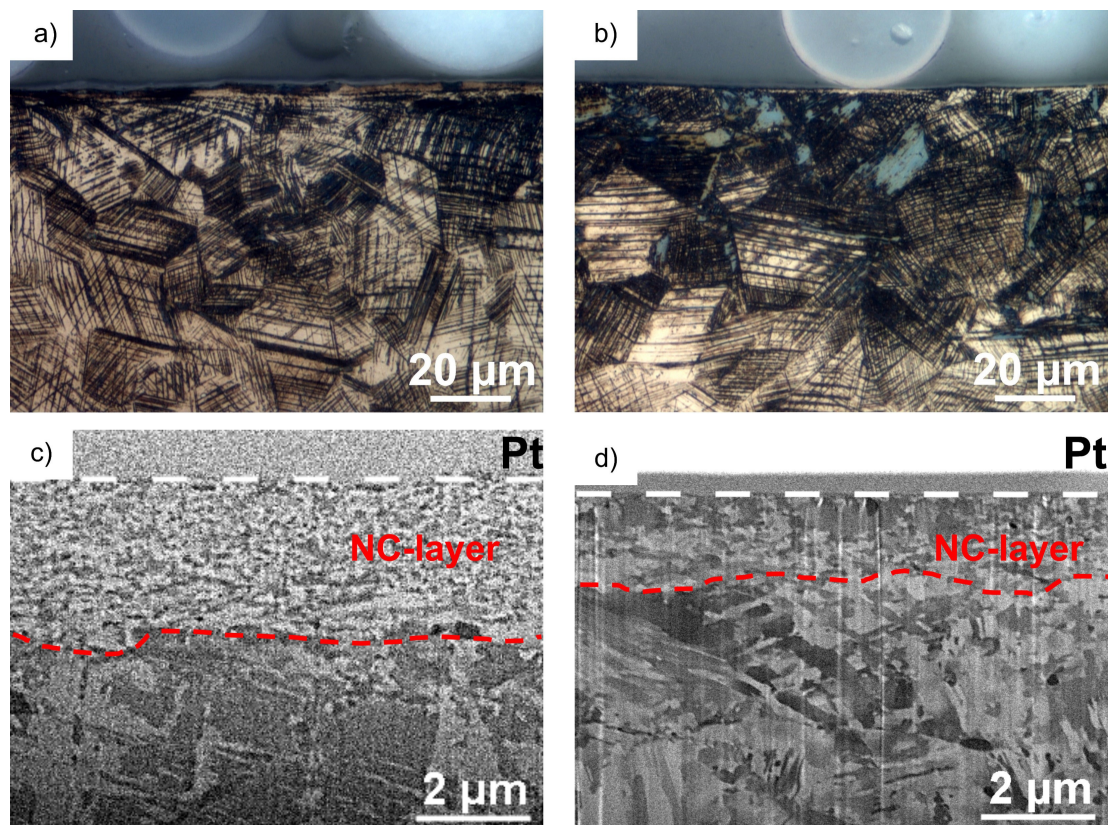 a)
b)
20 µm
20 µm
c)
Pt
NC-layer
2 µm
d)
Pt
NC-layer
2 µm